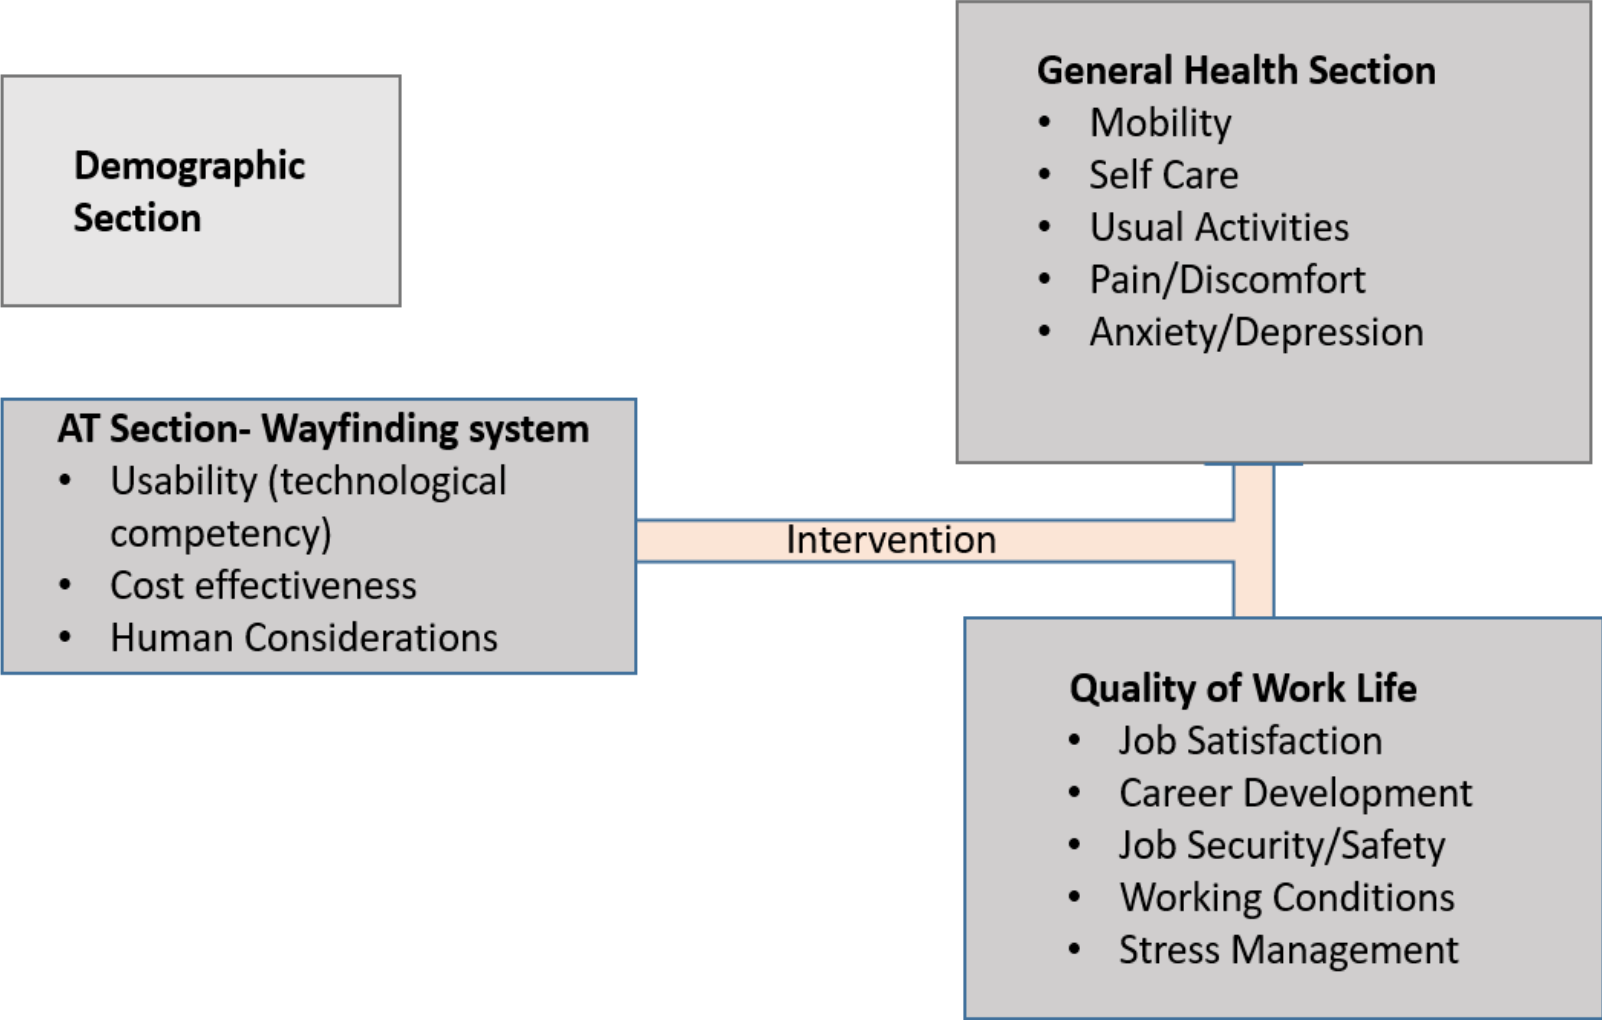 Demographic
Section
General Health Section
• Mobility
• Self Care
• Usual Activities
• Pain/Discomfort
• Anxiety/Depression
AT Section- Wayfinding system
• Usability (technological
competency)
• Cost effectiveness
• Human Considerations
Intervention
Quality of Work Life
• Job Satisfaction
• Career Development
• Job Security/Safety
• Working Conditions
• Stress Management